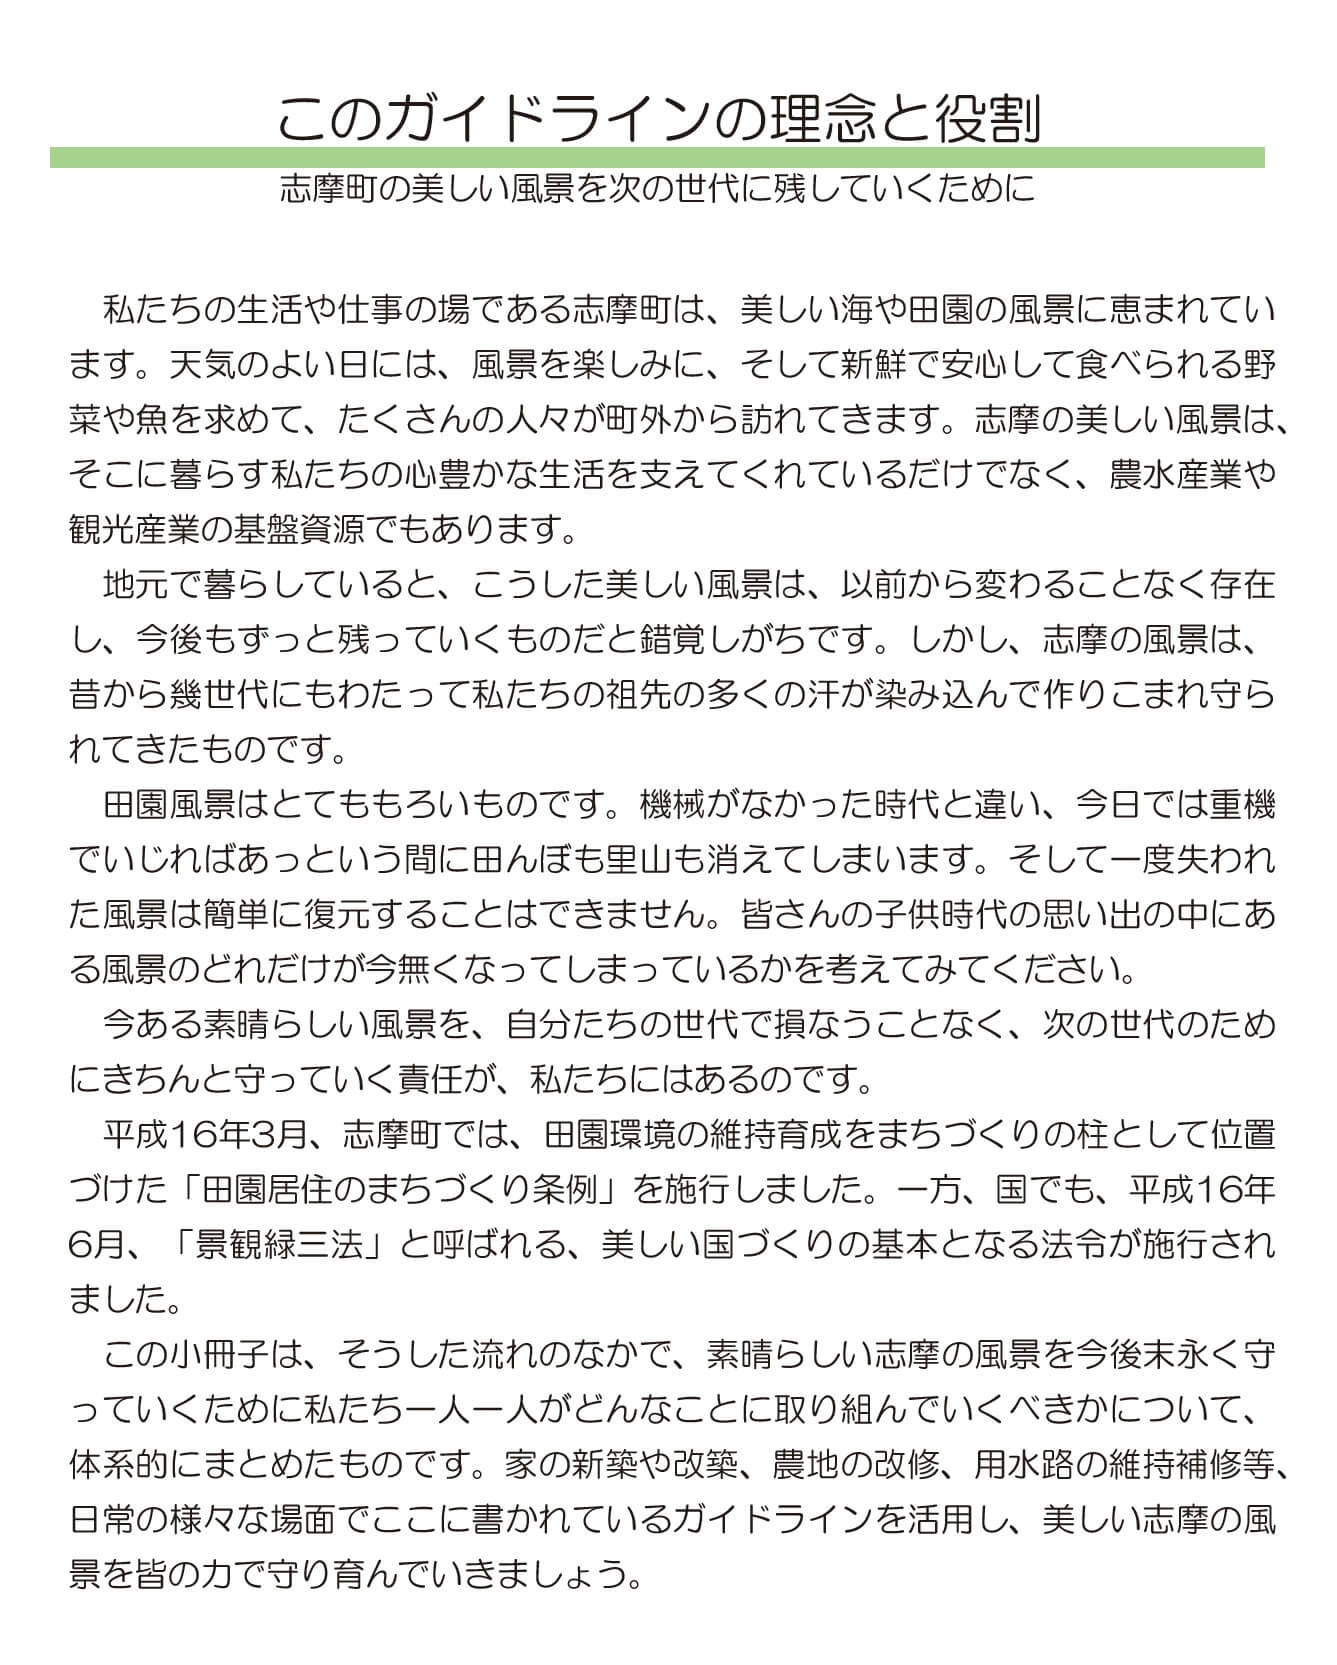 このガイドラインの理念と役割
志摩町の美しい風景を次の世代に残していくために
　私たちの生活や仕事の場である志摩町は、美しい海や田園の風景に恵まれてい
ます。天気のよい日には、風景を楽しみに、そして新鮮で安心して食べられる野
菜や魚を求めて、たくさんの人々が町外から訪れてきます。志摩の美しい風景は、
そこに暮らす私たちの心豊かな生活を支えてくれているだけでなく、農水産業や
観光産業の基盤資源でもあります。
　地元で暮らしていると、こうした美しい風景は、以前から変わることなく存在
し、今後もずっと残っていくものだと錯覚しがちです。しかし、志摩の風景は、
昔から幾世代にもわたって私たちの祖先の多くの汗が染み込んで作りこまれ守ら
れてきたものです。
　田園風景はとてももろいものです。機械がなかった時代と違い、今日では重機
でいじればあっという間に田んぼも里山も消えてしまいます。そして一度失われ
た風景は簡単に復元することはできません。皆さんの子供時代の思い出の中にあ
る風景のどれだけが今無くなってしまっているかを考えてみてください。
　今ある素晴らしい風景を、自分たちの世代で損なうことなく、次の世代のため
にきちんと守っていく責任が、私たちにはあるのです。
　平成16年3月、志摩町では、田園環境の維持育成をまちづくりの柱として位置
づけた「田園居住のまちづくり条例」を施行しました。一方、国でも、平成16年
6月、「景観緑三法」と呼ばれる、美しい国づくりの基本となる法令が施行され
ました。
　この小冊子は、そうした流れのなかで、素晴らしい志摩の風景を今後末永く守
っていくために私たち一人一人がどんなことに取り組んでいくべきかについて、
体系的にまとめたものです。家の新築や改築、農地の改修、用水路の維持補修等、
日常の様々な場面でここに書かれているガイドラインを活用し、美しい志摩の風
景を皆の力で守り育んでいきましょう。